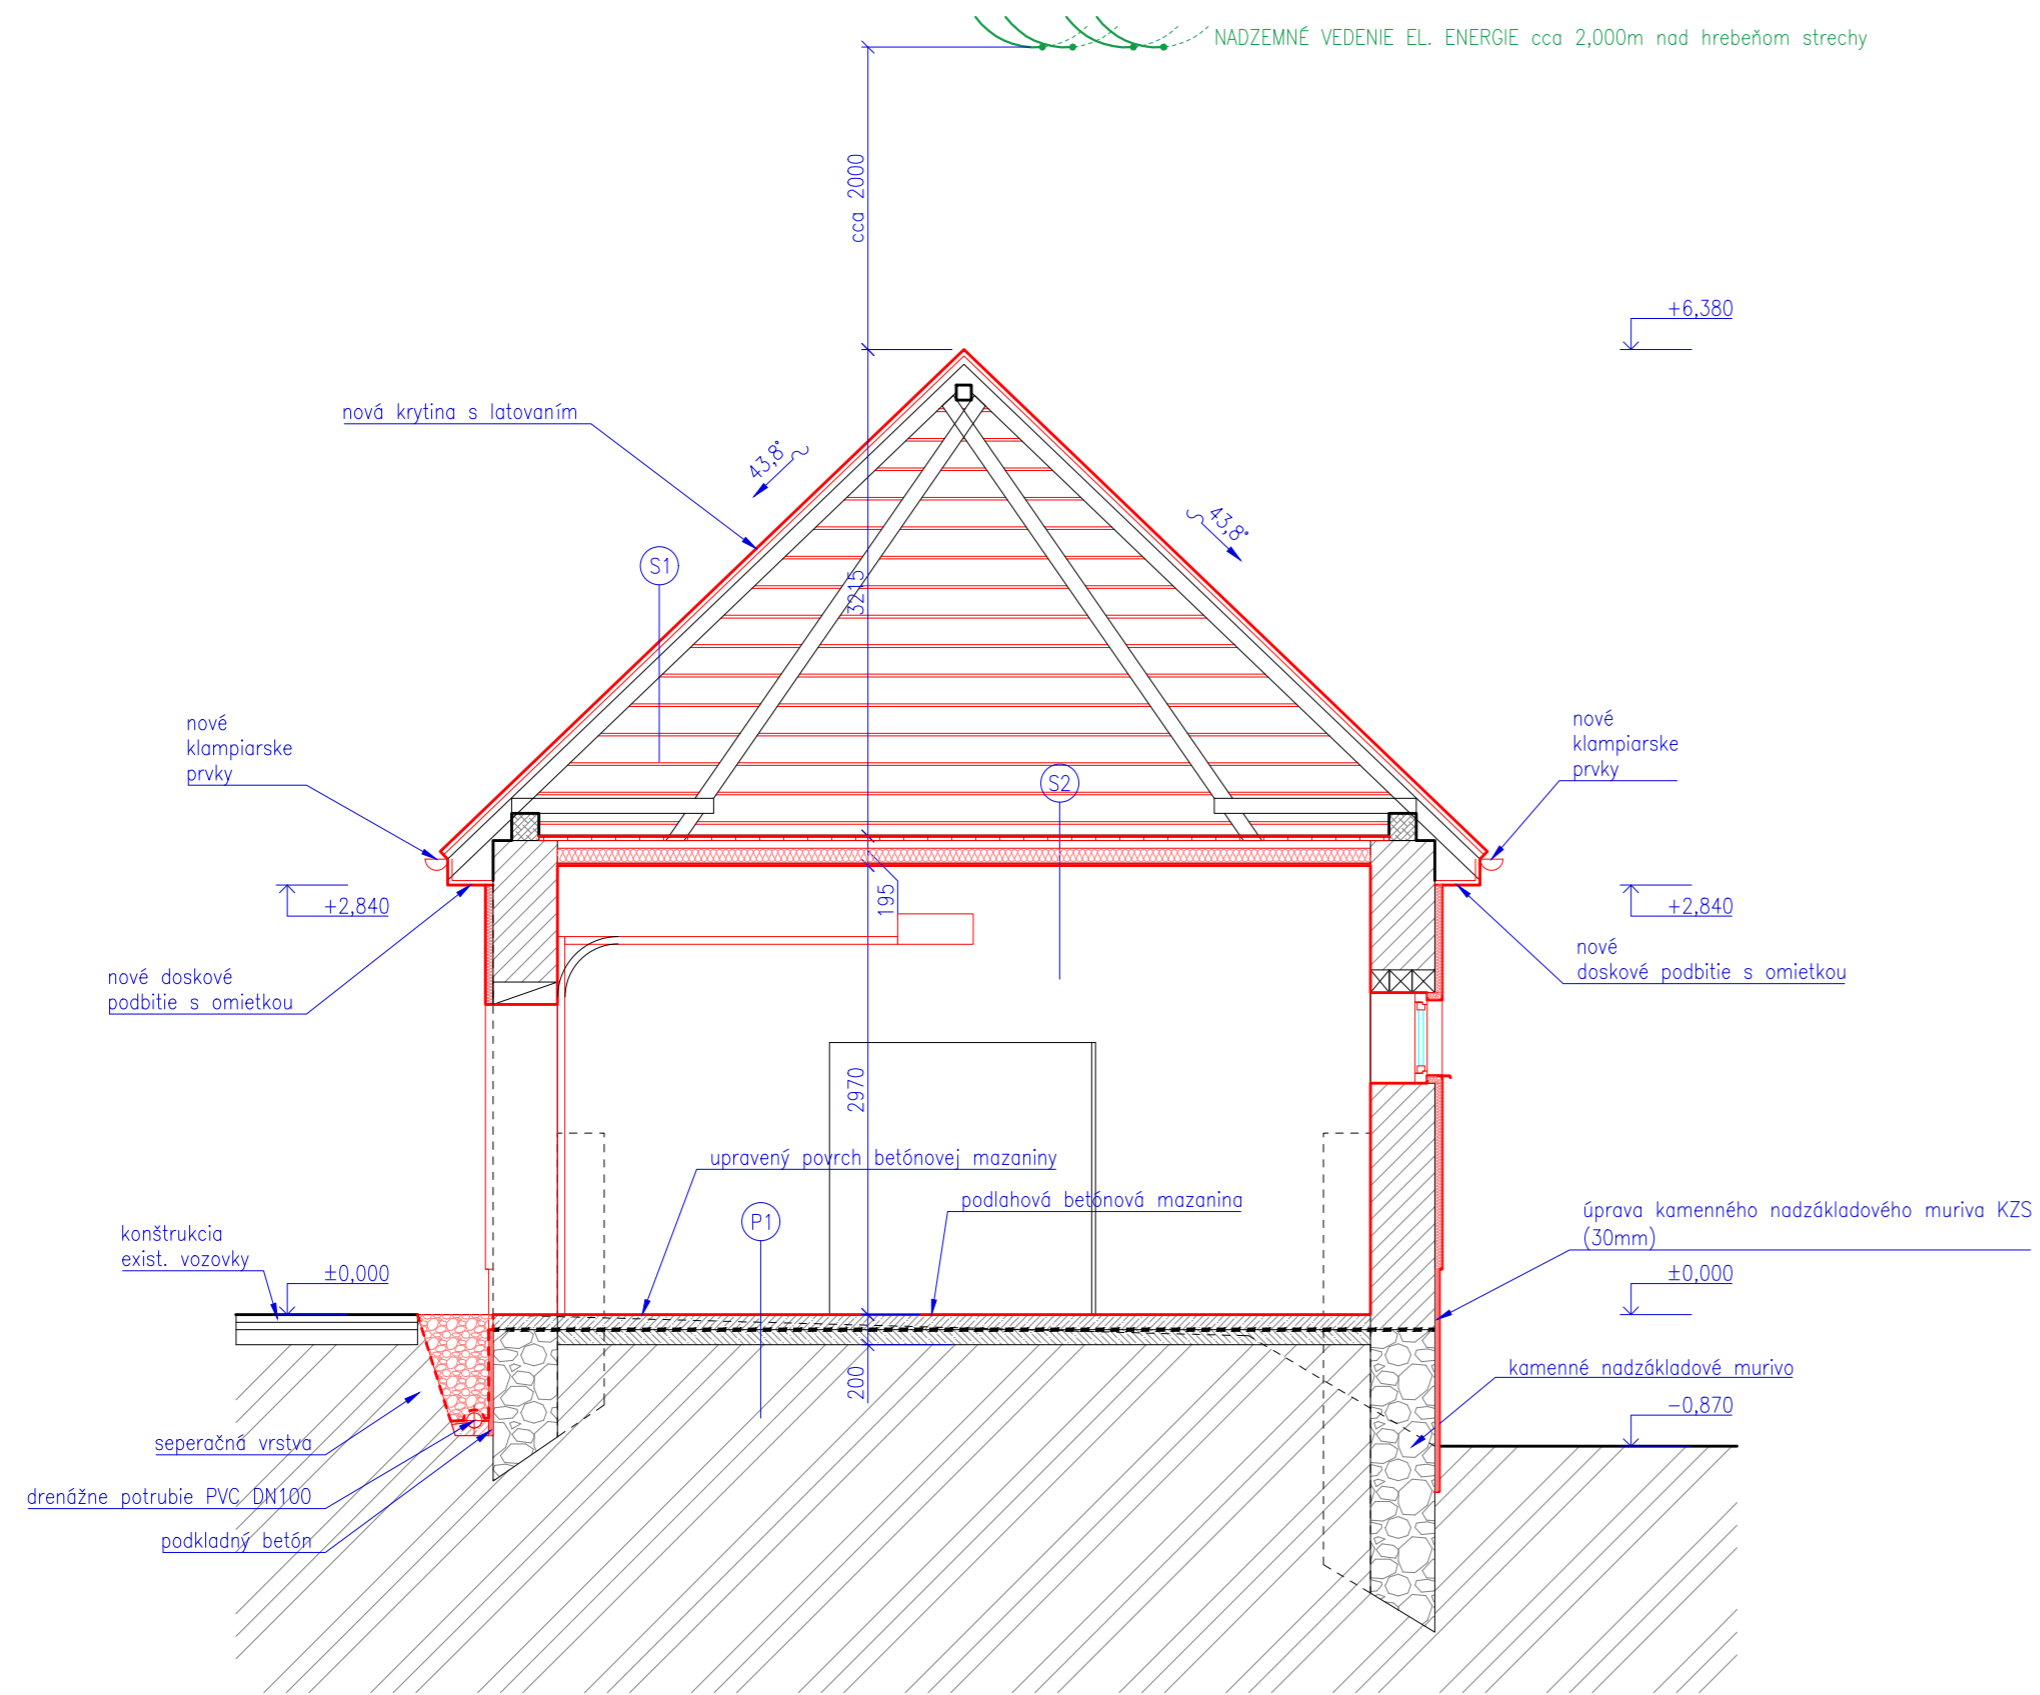 NADZEMNÉ VEDENIE EL. ENERGIE cca 2,000m nad hrebeňom strechy
cca 2000
+6,380
nová krytina s latovaním
43,8°
43,8°
S1
3215
nové
klampiarske
prvky
nové
klampiarske
prvky
S2
+2,840
195
+2,840
nové doskové
podbitie s omietkou
nové
doskové podbitie s omietkou
2970
upravený povrch betónovej mazaniny
podlahová betónová mazanina
P1
konštrukcia
exist. vozovky
±0,000
úprava kamenného nadzákladového muriva KZS
(30mm)
±0,000
200
kamenné nadzákladové murivo
-0,870
seperačná vrstva
drenážne potrubie PVC DN100
podkladný betón